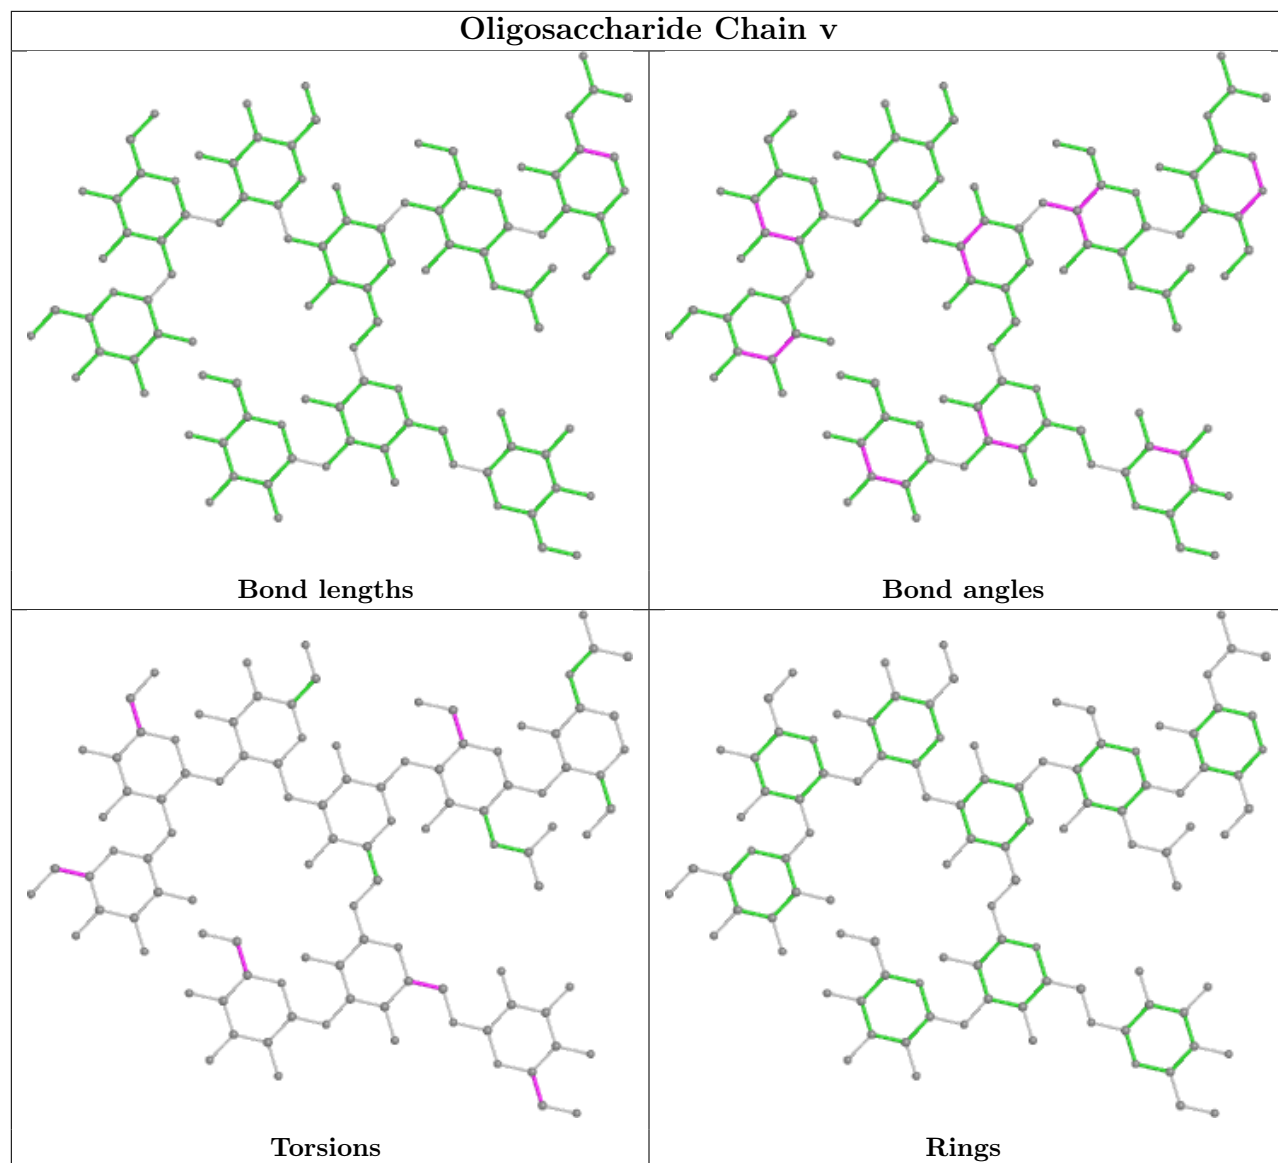 Oligosaccharide Chain v
Bond lengths
Bond angles
Torsions
Rings